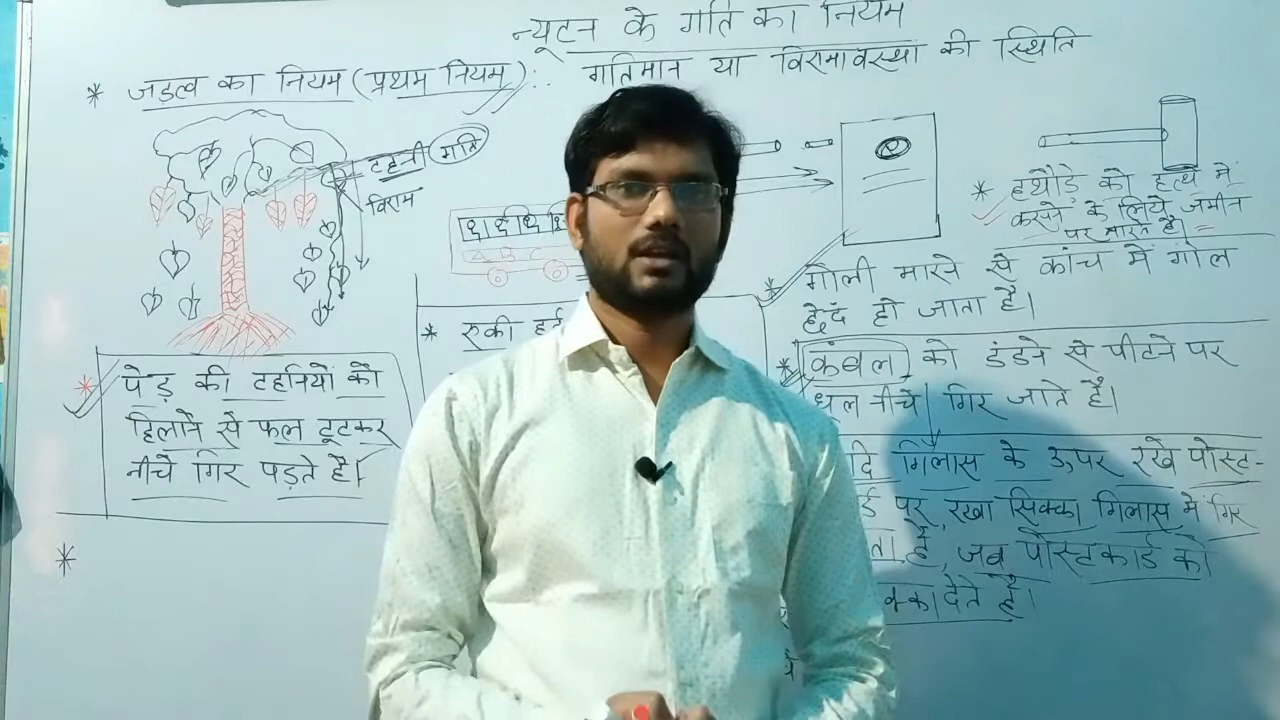 न्यूटन के गति का नियम
* जड़त्व का नियम (प्रथम नियम) :. गतिमान या विरामावस्था की स्थिति
टहनी गति
विराम
A B C
* पेड़ की टहनियों को
हिलाने से फल टूटकर
नीचे गिर पड़ते है।
*
* रुकी हुई
* हथौड़े को हत्थे में
कसने के लिये जमीन
पर मारते है।
* गोली मारने से कांच में गोल
हो जाता है।
* कंबल को डंडने से पीटने पर
धूल नीचे गिर जाते है।
गिलास के ऊपर रखे पोस्ट-
पर रखा सिक्का गिलास में गिर
है, जब पोस्टकार्ड को
देते है।